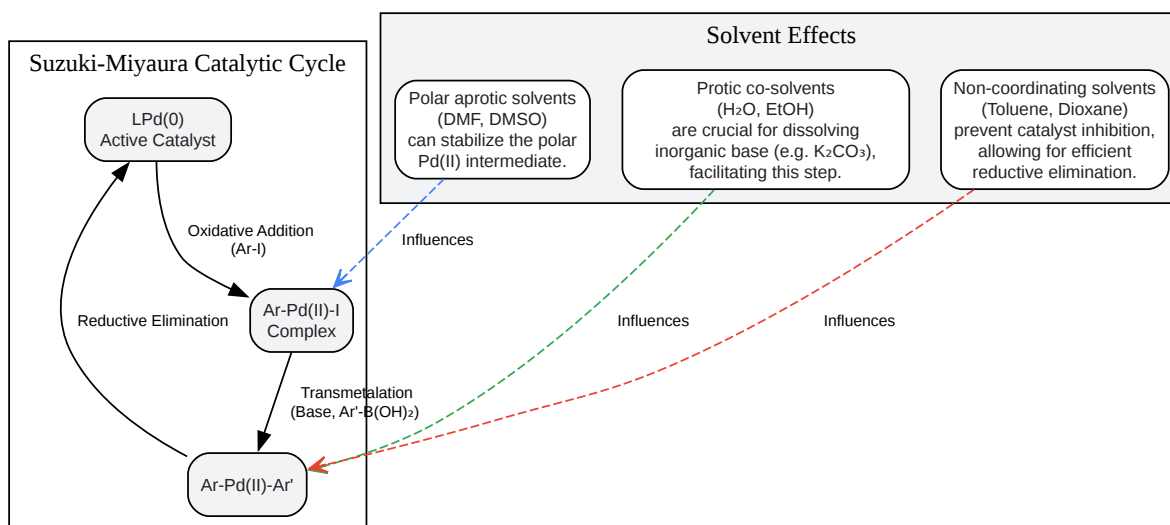 Suzuki-Miyaura Catalytic Cycle
LPd(0)
Active Catalyst
Oxidative Addition
(Ar-I)
Ar-Pd(II)-I
Complex
Reductive Elimination
Transmetalation
(Base, Ar'-B(OH)₂)
Ar-Pd(II)-Ar'
Solvent Effects
Polar aprotic solvents
(DMF, DMSO)
can stabilize the polar
Pd(II) intermediate.
Protic co-solvents
(H₂O, EtOH)
are crucial for dissolving
inorganic base (e.g. K₂CO₃),
facilitating this step.
Non-coordinating solvents
(Toluene, Dioxane)
prevent catalyst inhibition,
allowing for efficient
reductive elimination.
Influences
Influences
Influences